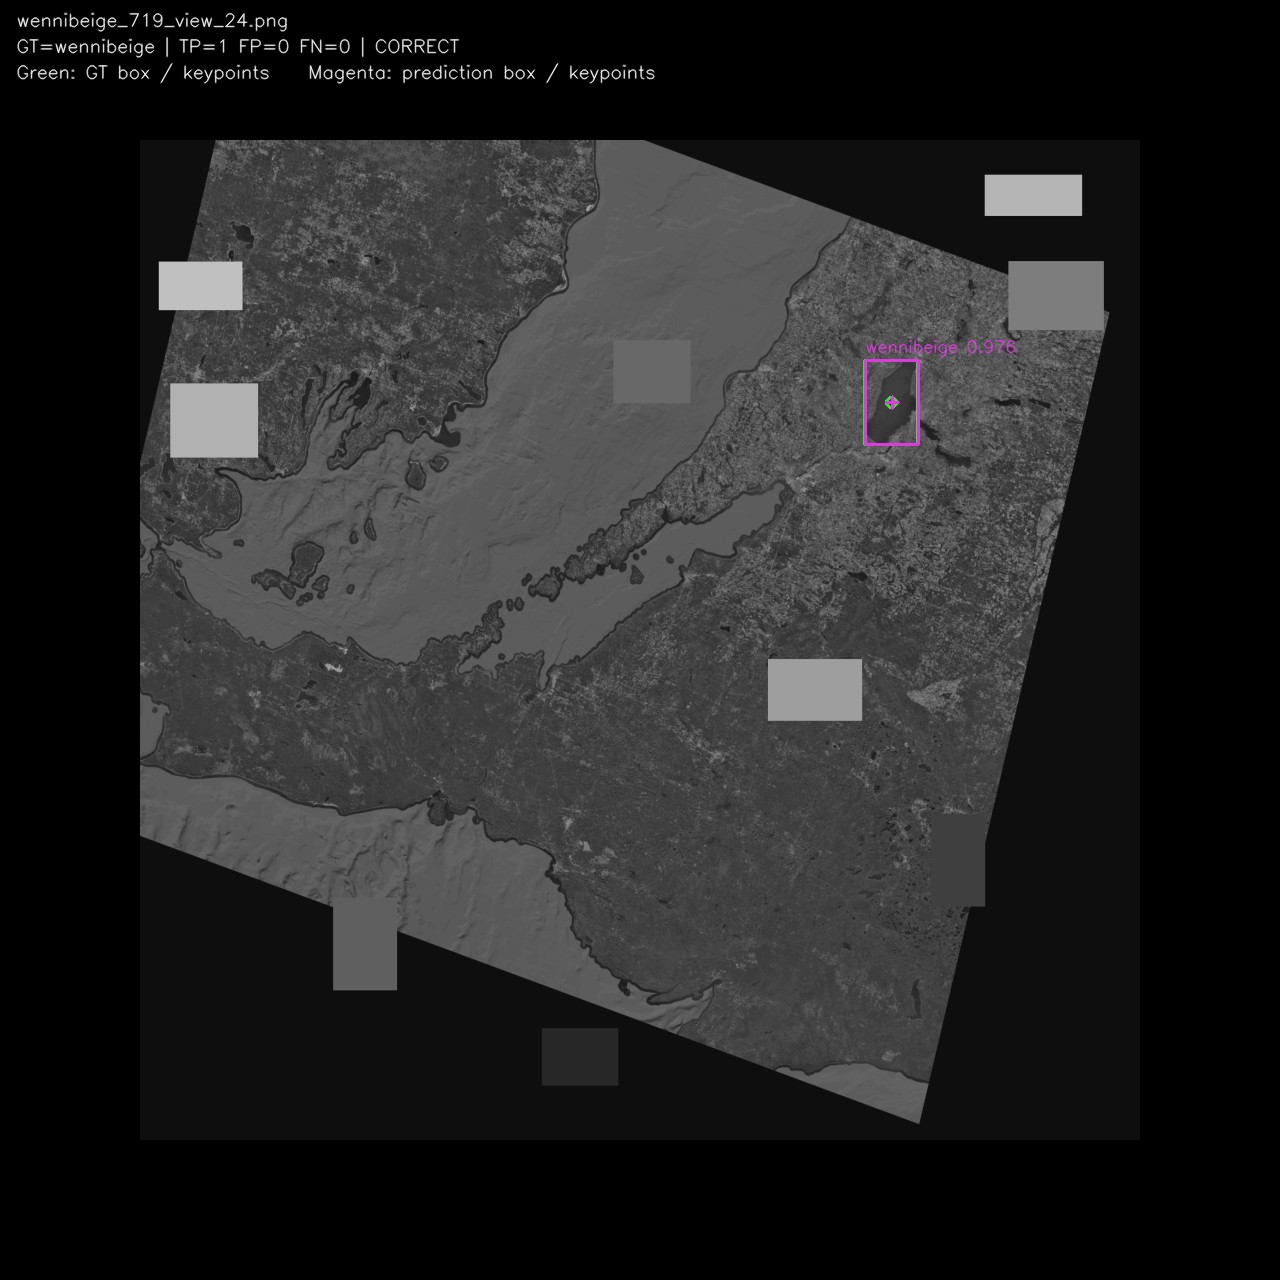 wennibeige_719_view_24.png
GT=wennibeige | TP=1 FP=0 FN=0 | CORRECT
Green: GT box / keypoints    Magenta: prediction box / keypoints
wennibeige 0.976